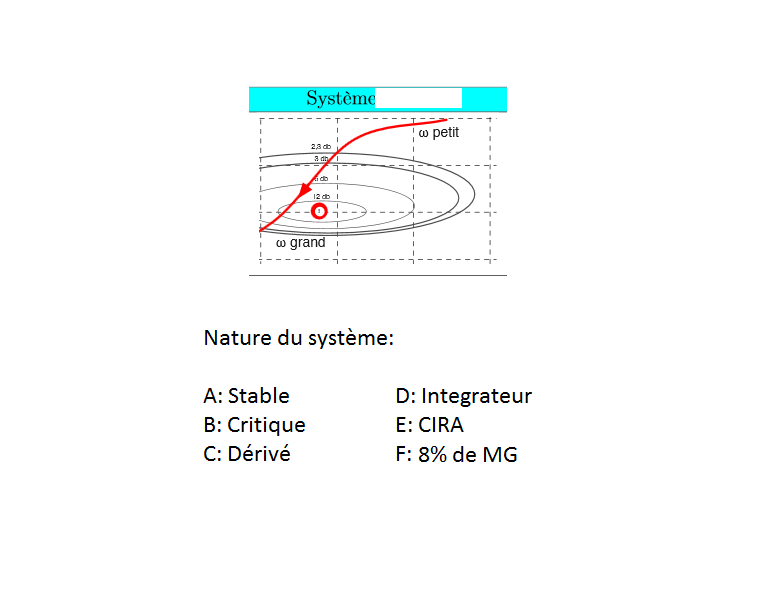 Système
ω petit
2,3 db
3 db
db
12 db
ω grand
Nature du système:
A: Stable
D: Integrateur
B: Critique
E: CIRA
C: Dérivé
F: 8% de MG